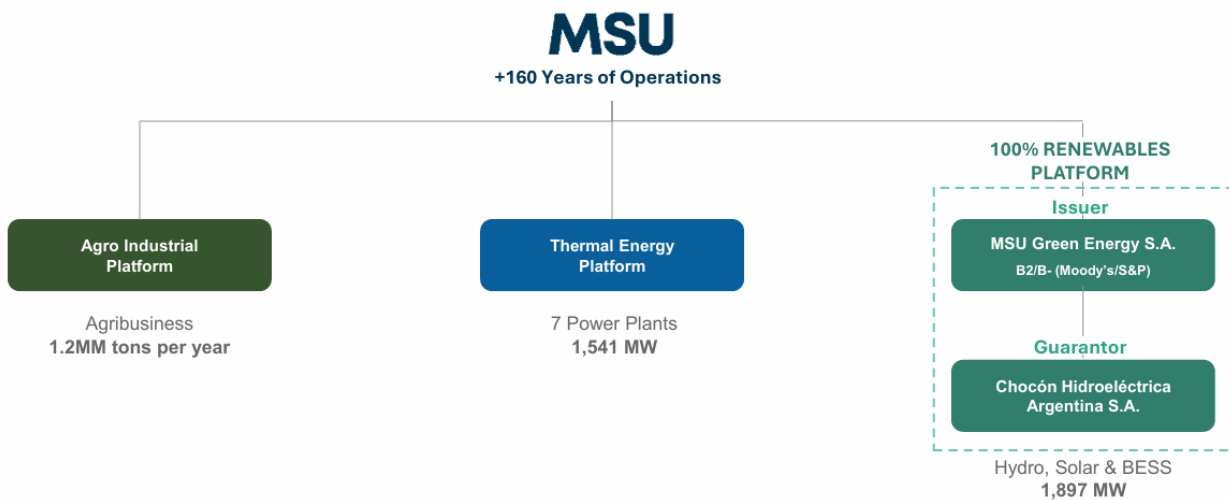 MSU
+160 Years of Operations
Agro Industrial
Platform
Agribusiness
1.2MM tons per year
Thermal Energy
Platform
7 Power Plants
1,541 MW
100% RENEWABLES
PLATFORM
Issuer
MSU Green Energy S.A.
B2/B- (Moody's/S&P)
Guarantor
Chocón Hidroeléctrica
Argentina S.A.
Hydro, Solar & BESS
1,897 MW